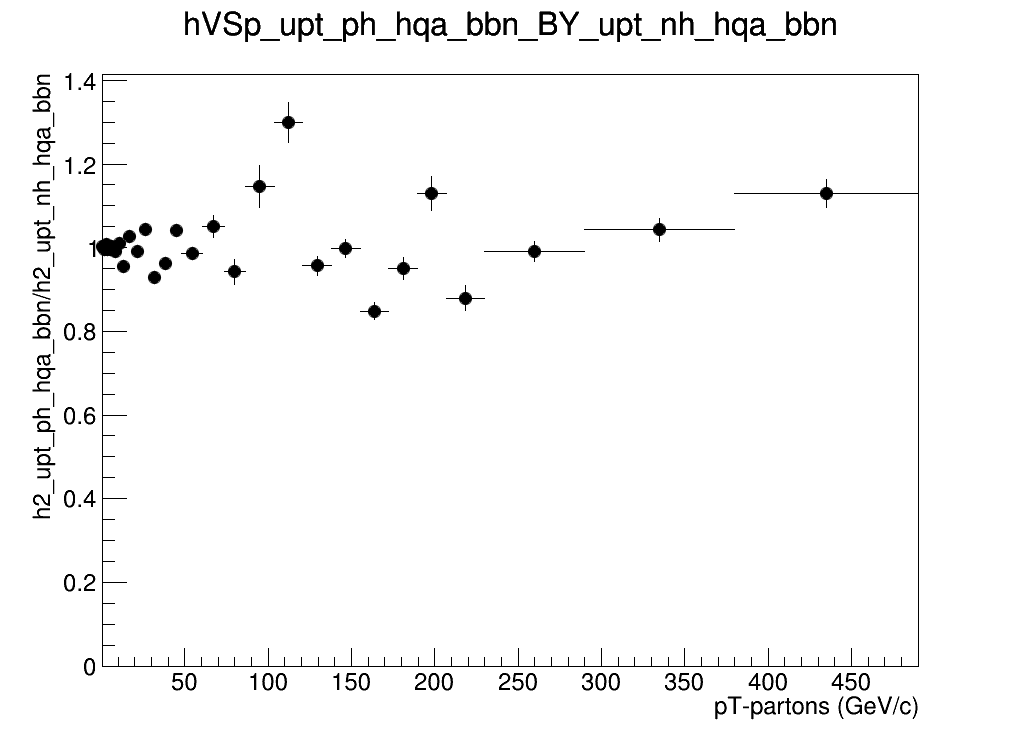 hVSp_upt_ph_hqa_bbn_BY_upt_nh_hqa_bbn
h2_upt_ph_hqa_bbn/h2_upt_nh_hqa_bbn
1.4
1.2
1
0.8
0.6
0.4
0.2
0
50 100 150 200 250 300 350 400 450
pT-partons (GeV/c)